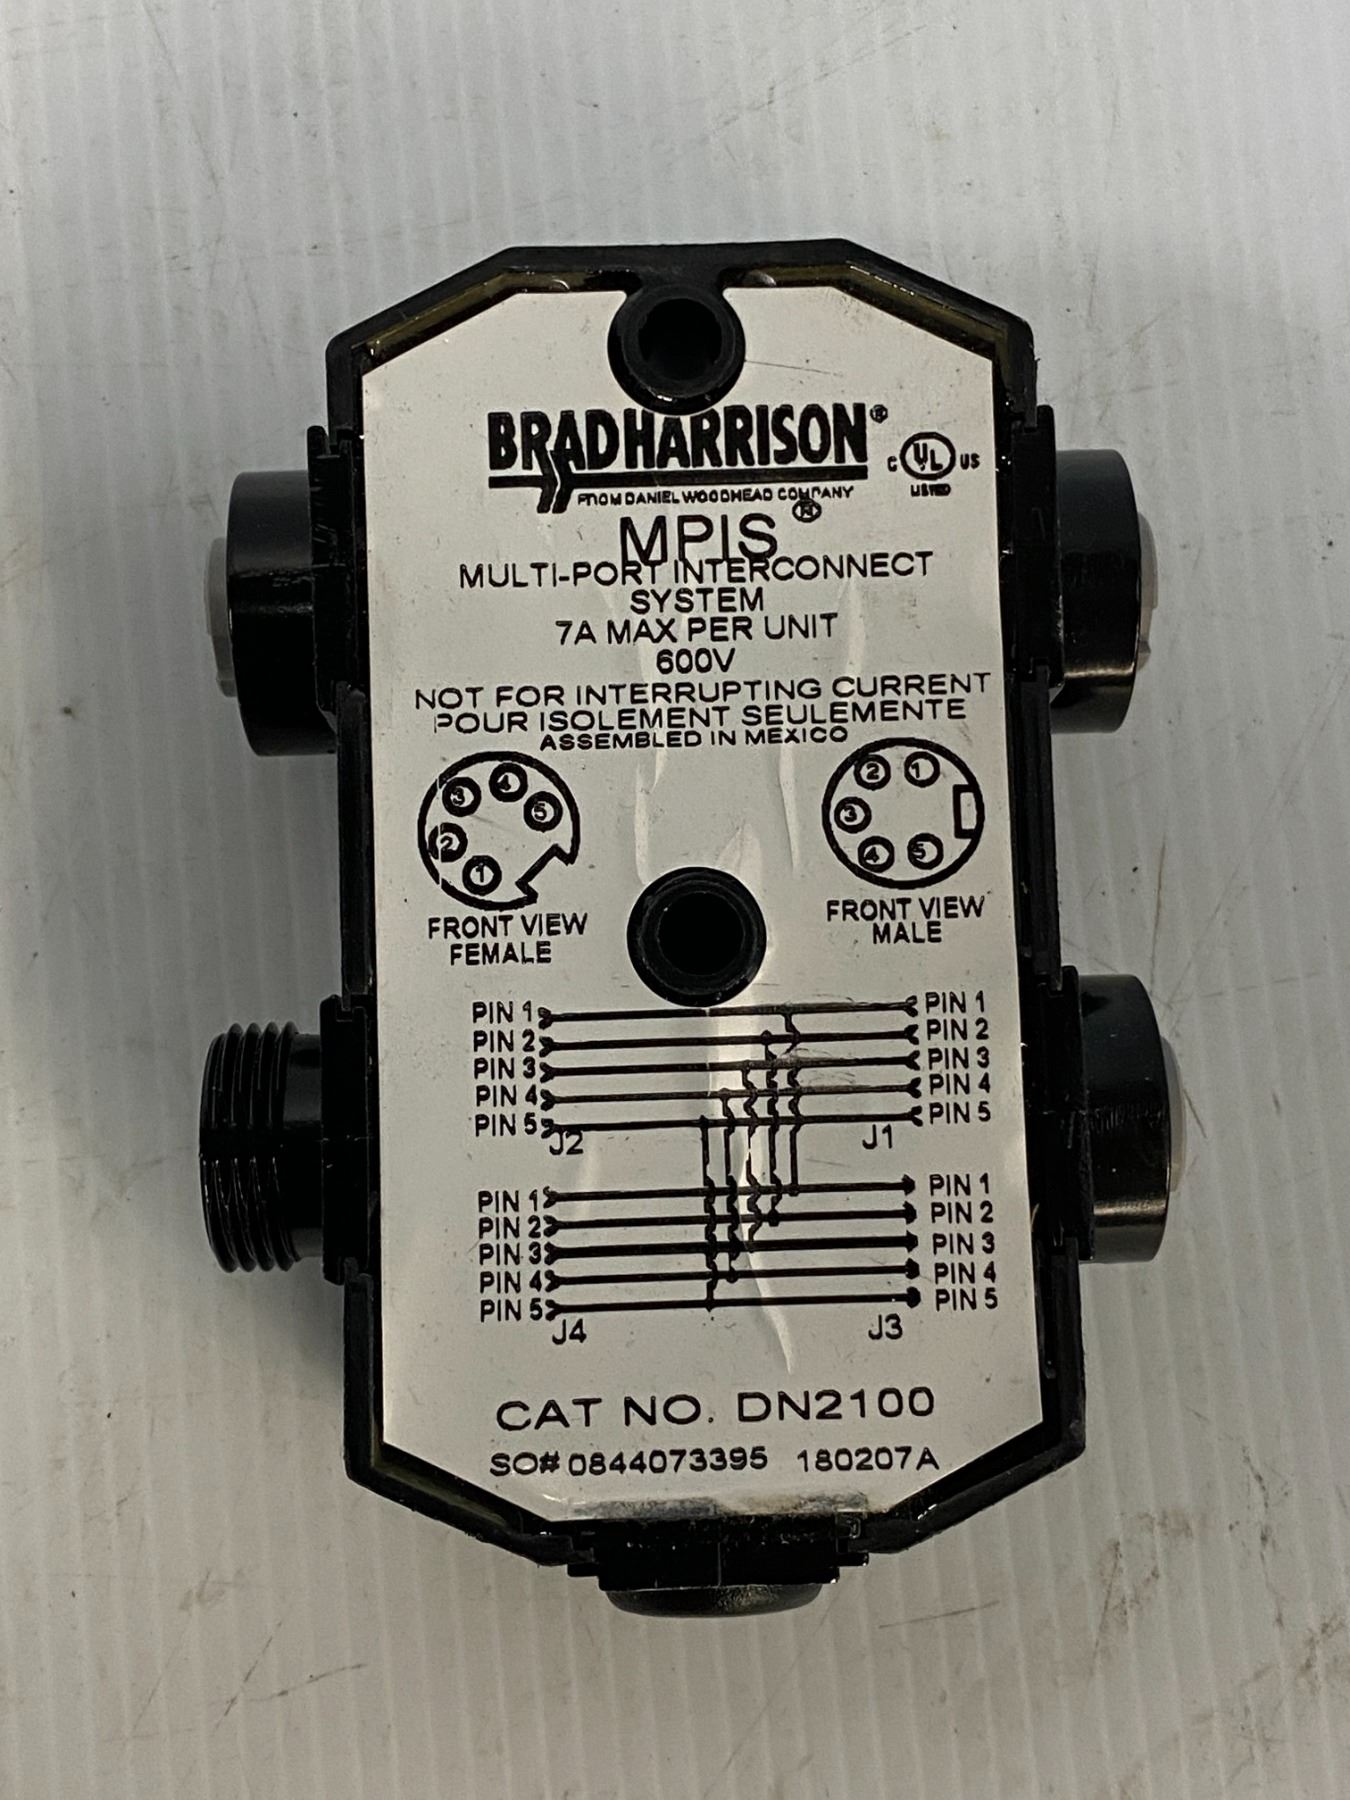 BRADHARRISON®
C UL US
LISTED
FROM DANIEL WOODHEAD COMPANY
MPIS®
MULTI-PORT INTERCONNECT
SYSTEM
7A MAX PER UNIT
600V
NOT FOR INTERRUPTING CURRENT
POUR ISOLEMENT SEULEMENTE
ASSEMBLED IN MEXICO
3 4 5 2 1
FRONT VIEW
FEMALE
2 1 3 4 5
FRONT VIEW
MALE
PIN 1 PIN 1
PIN 2 PIN 2
PIN 3 PIN 3
PIN 4 PIN 4
PIN 5 PIN 5
J2 J1
PIN 1 PIN 1
PIN 2 PIN 2
PIN 3 PIN 3
PIN 4 PIN 4
PIN 5 PIN 5
J4 J3
CAT NO. DN2100
SO# 0844073395 180207A